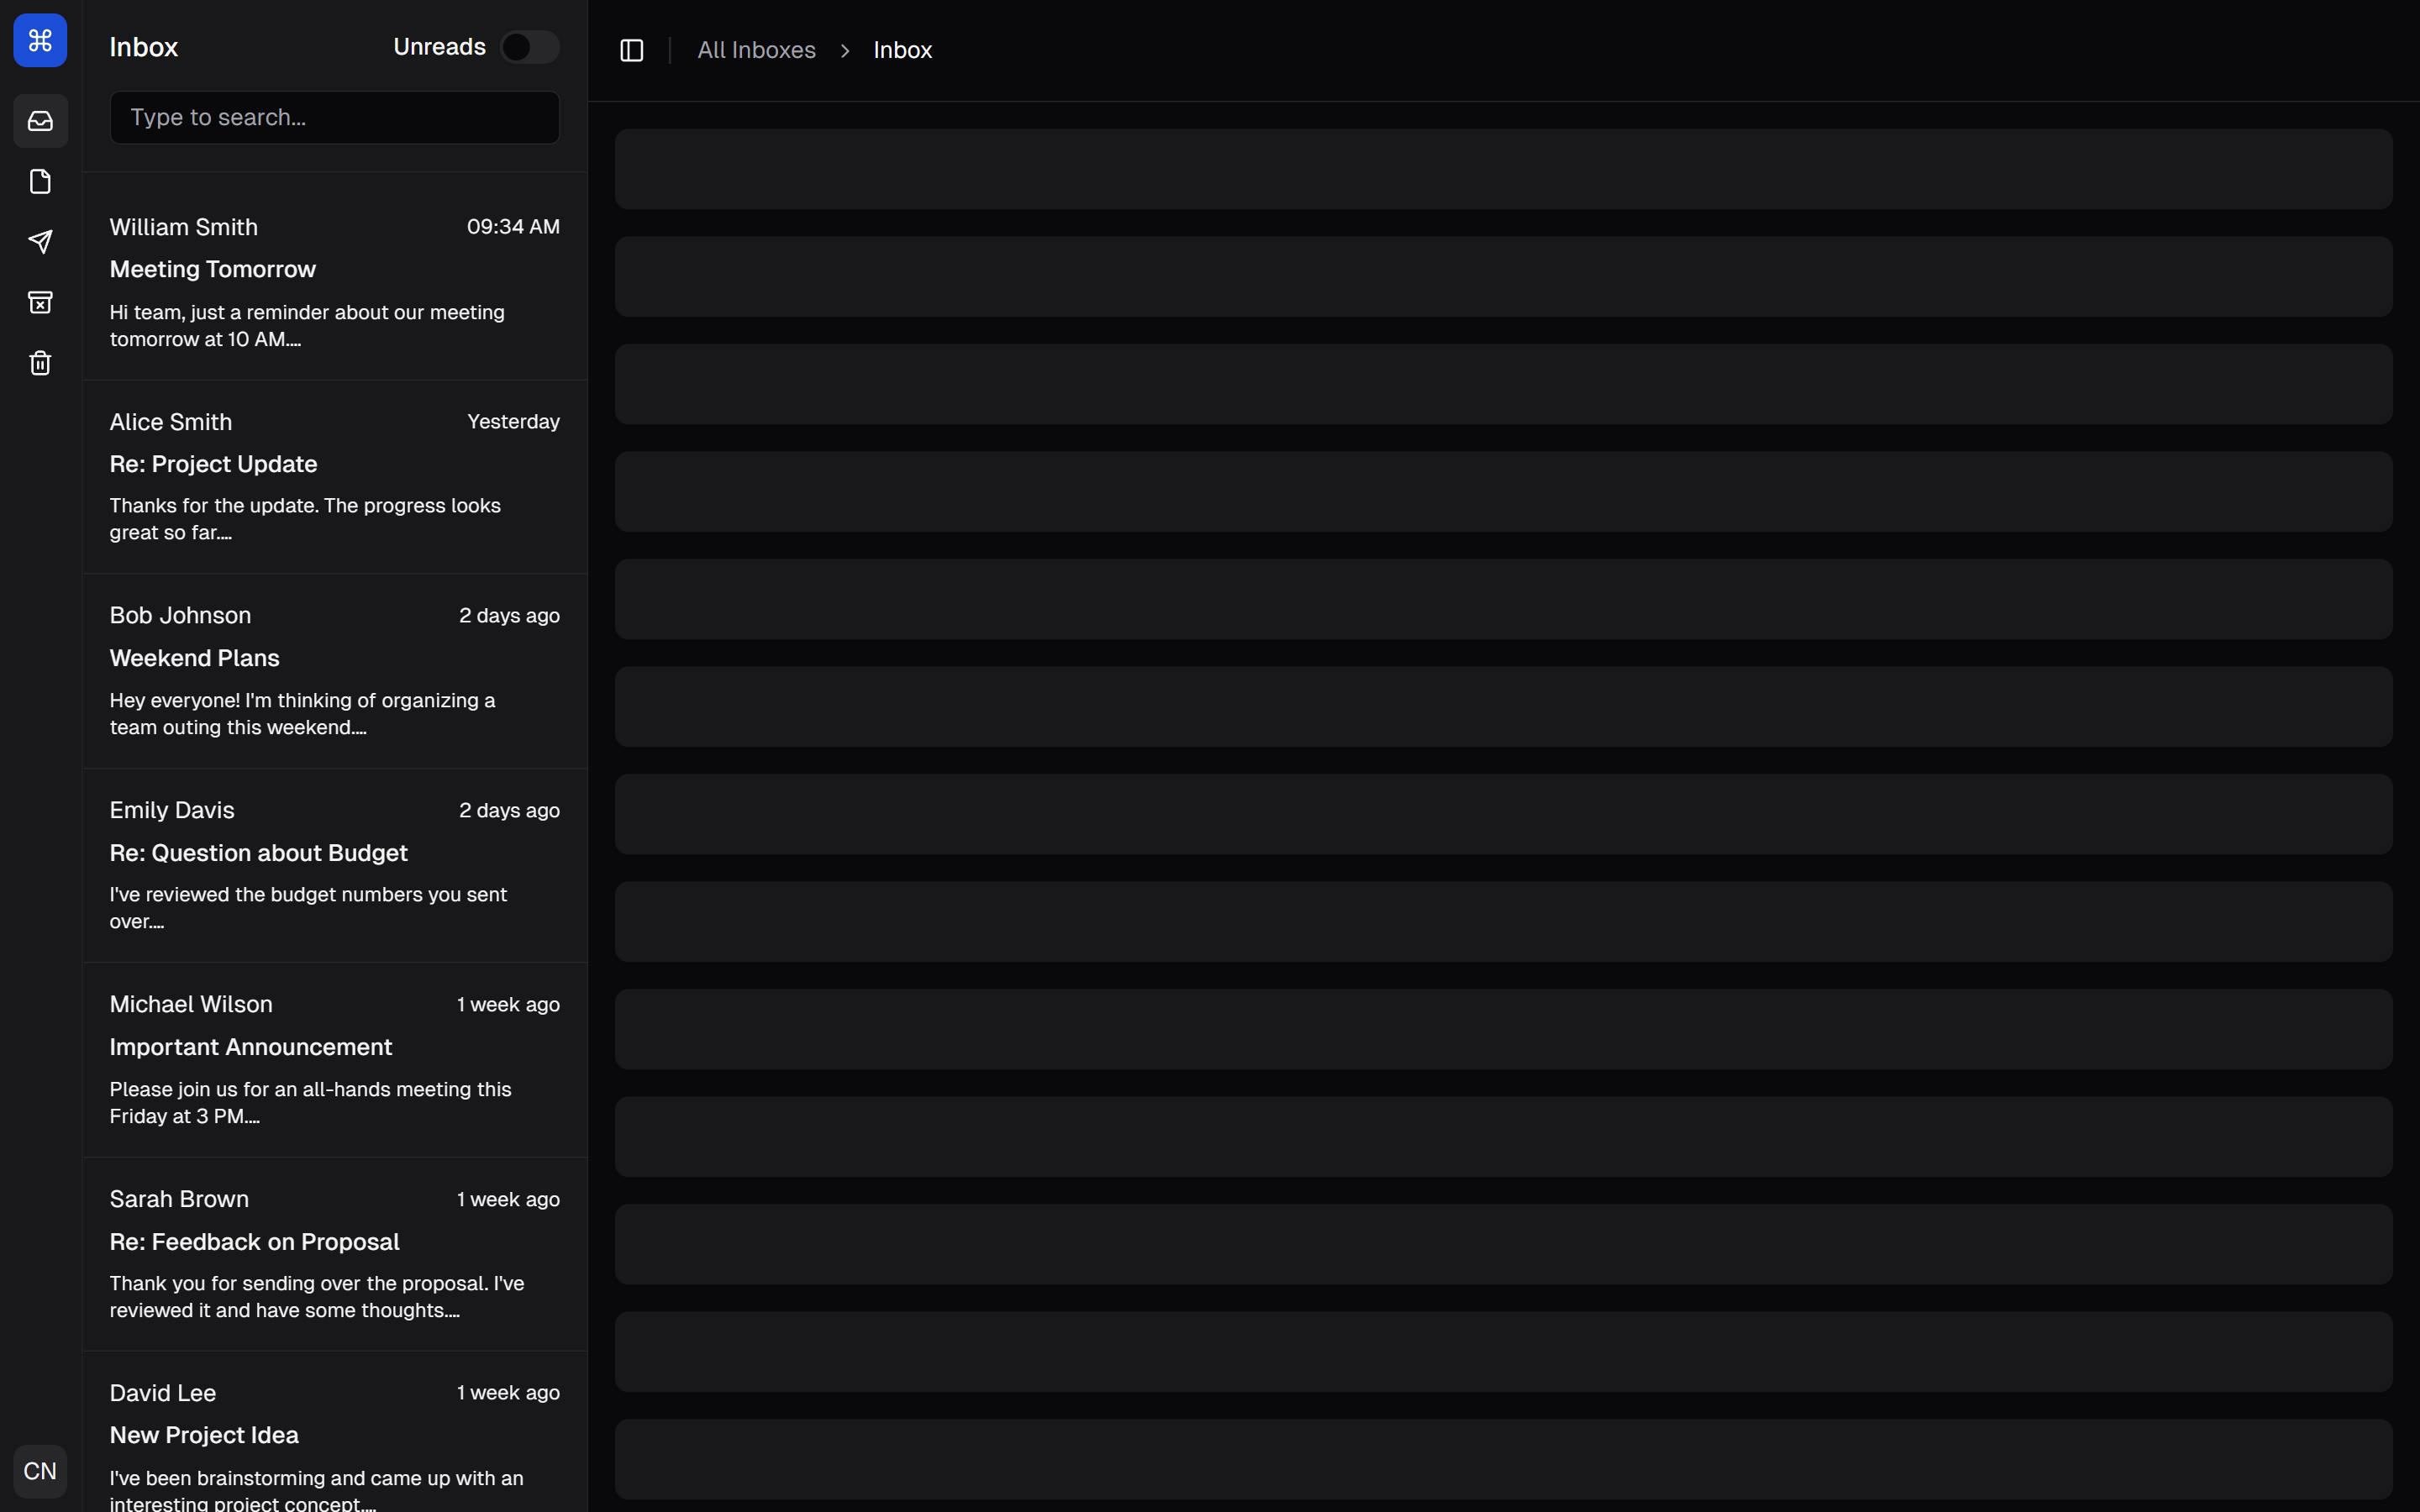 Inbox
Unreads
Type to search...
William Smith
09:34 AM
Meeting Tomorrow
Hi team, just a reminder about our meeting
tomorrow at 10 AM....
Alice Smith
Yesterday
Re: Project Update
Thanks for the update. The progress looks
great so far....
Bob Johnson
2 days ago
Weekend Plans
Hey everyone! I'm thinking of organizing a
team outing this weekend....
Emily Davis
2 days ago
Re: Question about Budget
I've reviewed the budget numbers you sent
over....
Michael Wilson
1 week ago
Important Announcement
Please join us for an all-hands meeting this
Friday at 3 PM....
Sarah Brown
1 week ago
Re: Feedback on Proposal
Thank you for sending over the proposal. I've
reviewed it and have some thoughts....
David Lee
1 week ago
New Project Idea
I've been brainstorming and came up with an
interesting project concept....
CN
All Inboxes
Inbox